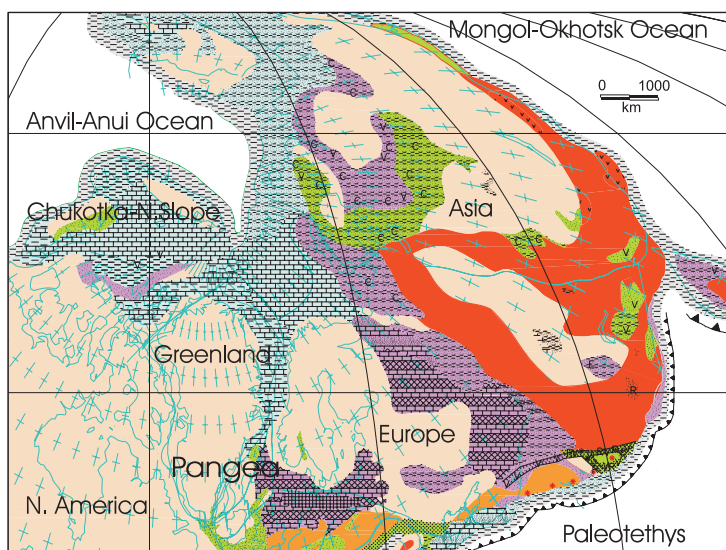 Mongol-Okhotsk Ocean
0 1000
km
Anvil-Anui Ocean
Chukotka-N.Slope
Asia
Greenland
Europe
Pangea
N. America
Paleotethys